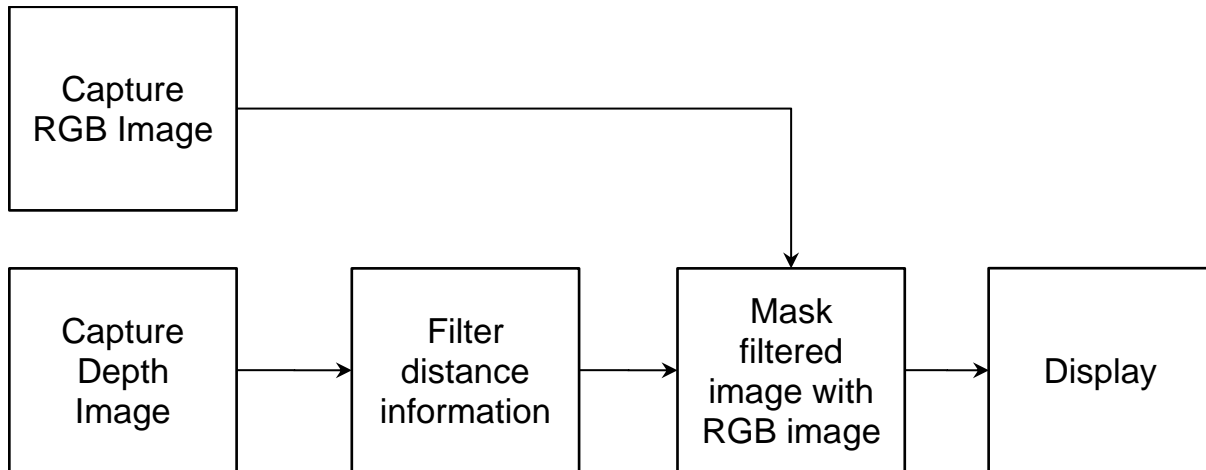 Capture
RGB Image
Capture
Depth
Image
Filter
distance
information
Mask
filtered
image with
RGB image
Display